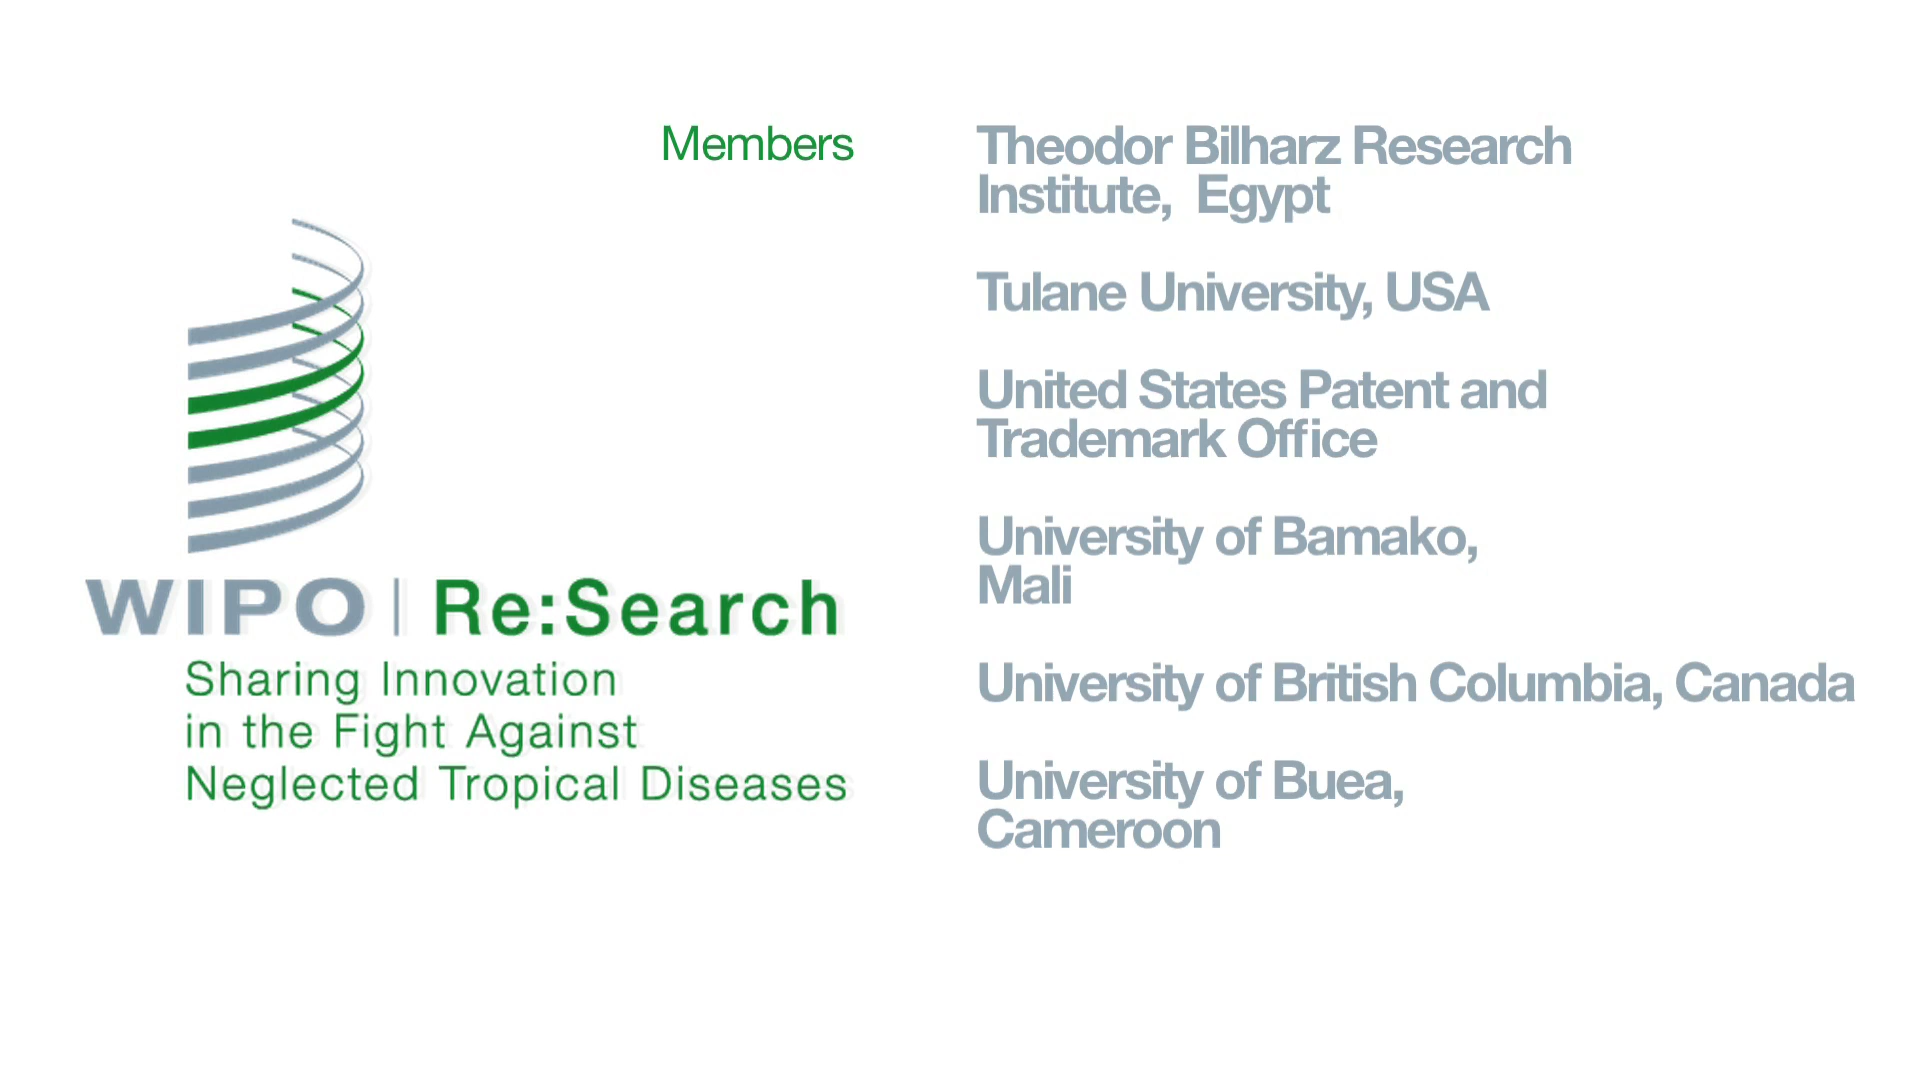 Members
Theodor Bilharz Research
Institute,  Egypt
Tulane University, USA
United States Patent and
Trademark Office
University of Bamako,
Mali
University of British Columbia, Canada
University of Buea,
Cameroon
WIPO | Re:Search
Sharing Innovation
in the Fight Against
Neglected Tropical Diseases